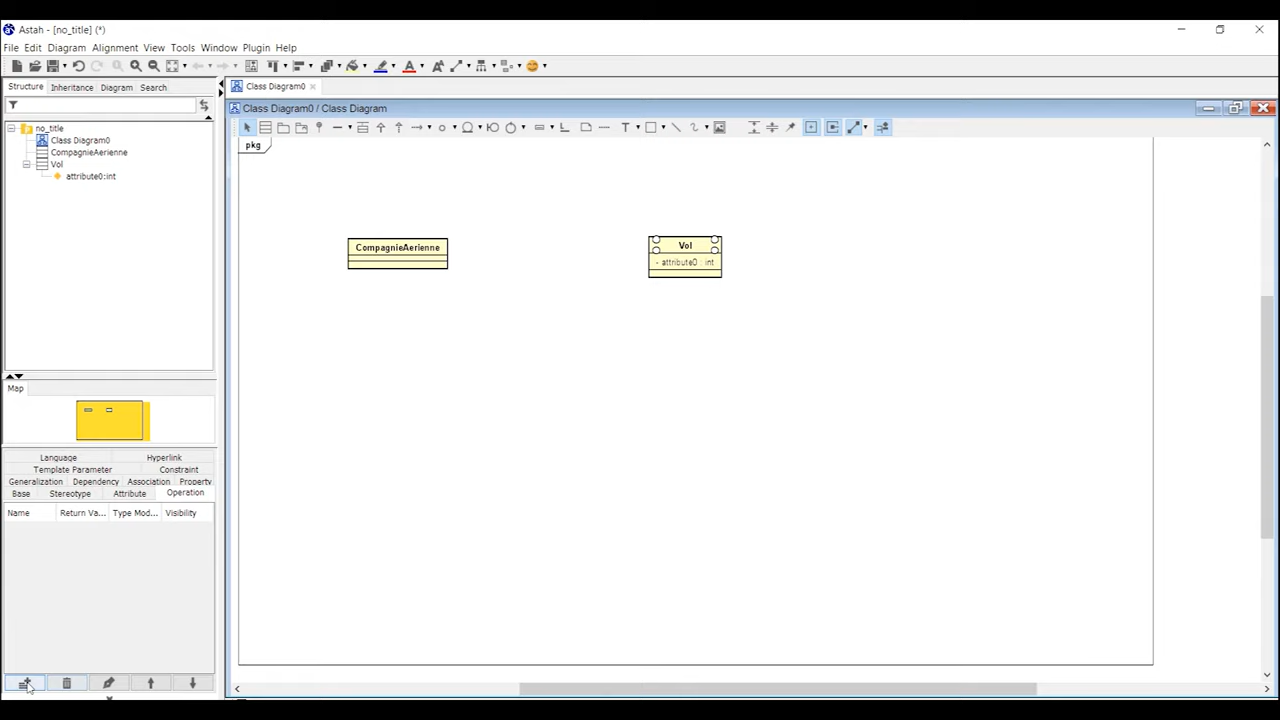 Astah - [no_title] (*)
File Edit Diagram Alignment View Tools Window Plugin Help
Structure Inheritance Diagram Search
Class Diagram0
Class Diagram0 / Class Diagram
no_title
Class Diagram0
CompagnieAerienne
Vol
attribute0:int
pkg
CompagnieAerienne
Vol
- attribute0 : int
Map
Language Hyperlink
Template Parameter Constraint
Generalization Dependency Association Property
Base Stereotype Attribute Operation
Name Return Va... Type Mod... Visibility